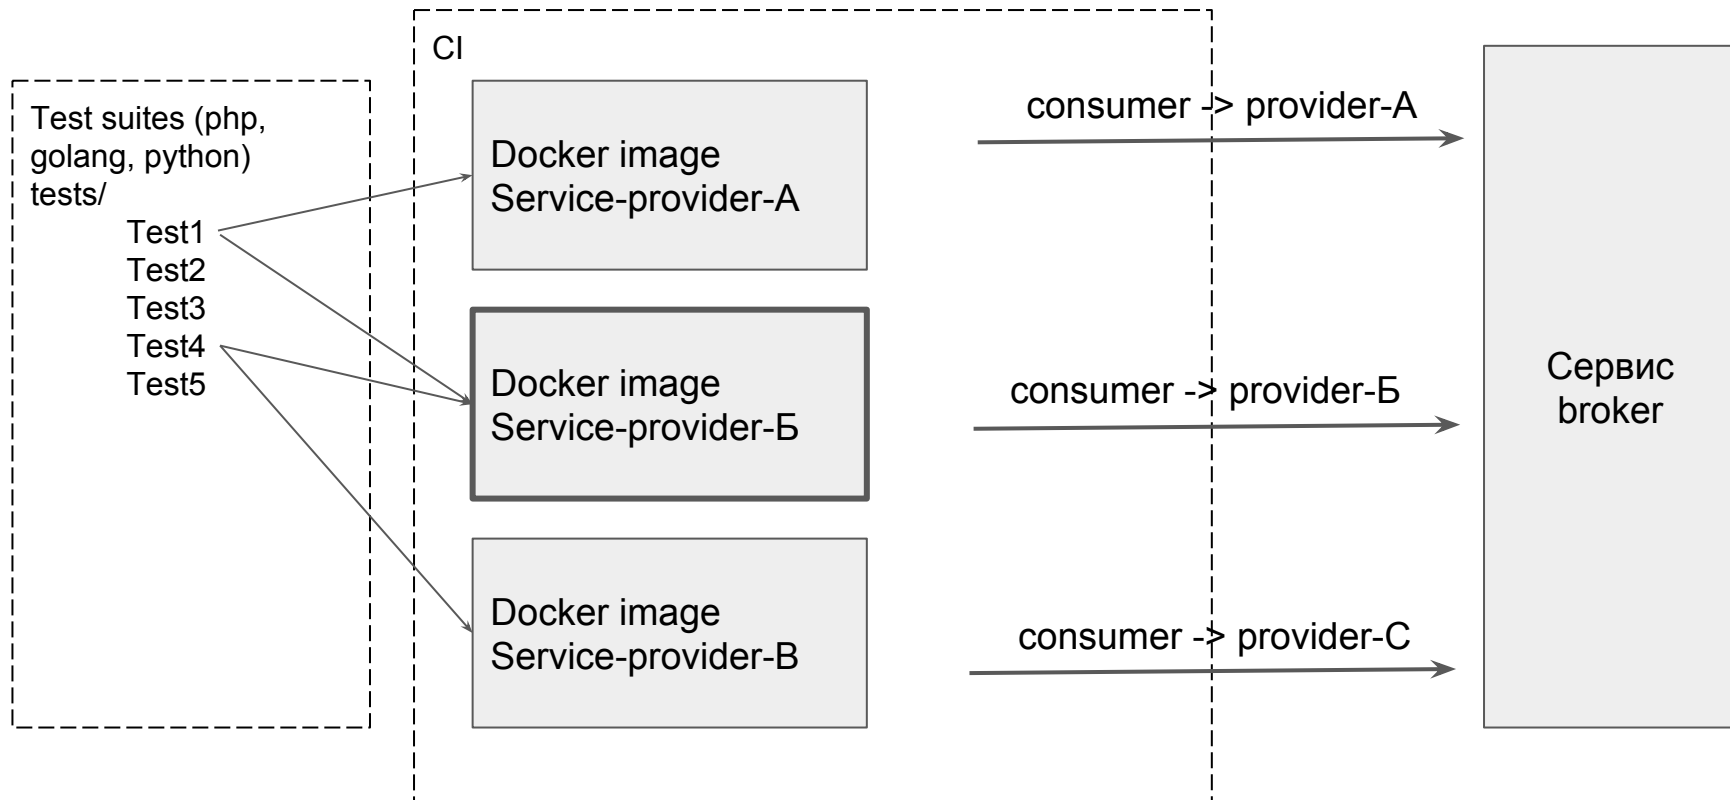 CI
Test suites (php,
golang, python)
tests/
Test1
Test2
Test3
Test4
Test5
Docker image
Service-provider-А
Docker image
Service-provider-Б
Docker image
Service-provider-В
consumer -> provider-А
consumer -> provider-Б
consumer -> provider-С
Сервис
broker